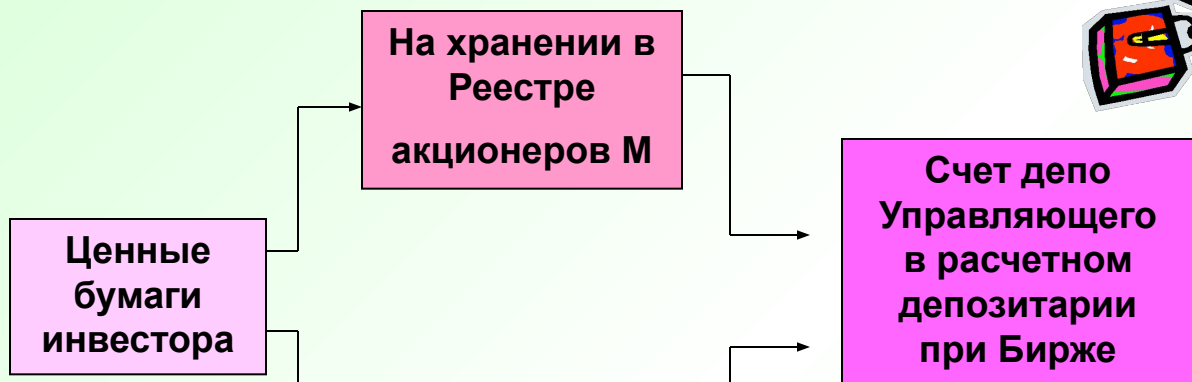 На хранении в
Реестре
акционеров М
Ценные
бумаги
инвестора
Счет депо
Управляющего
в расчетном
депозитарии
при Бирже